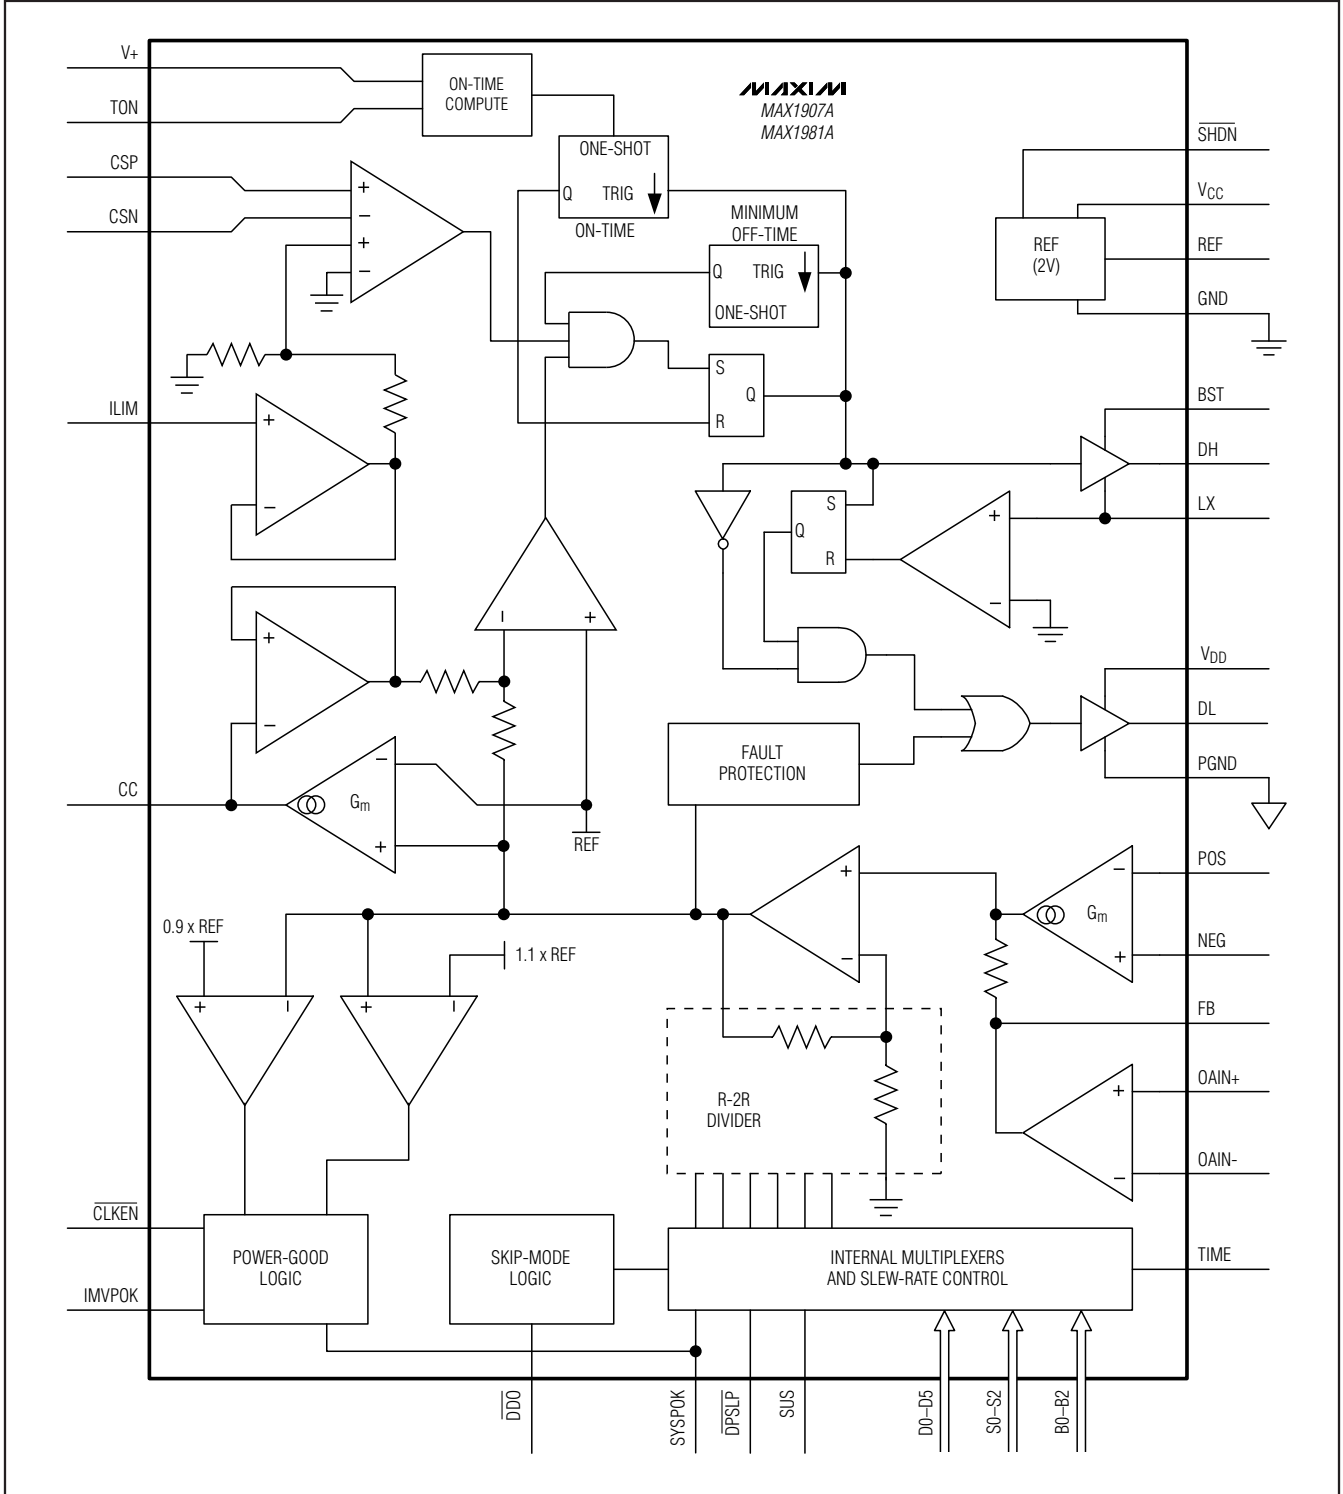 V+
TON
CSP
CSN
ILIM
CC
CLKEN
IMVPOK
ON-TIME
COMPUTE
MAXIM
MAX1907A
MAX1981A
ONE-SHOT
Q TRIG
ON-TIME
MINIMUM
OFF-TIME
Q TRIG
ONE-SHOT
+
−
+
−
S
Q
R
+
−
− +
+
−
−
Gm
+
REF
S
Q
R
+
−
FAULT
PROTECTION
+
−
−
Gm
+
0.9 x REF
1.1 x REF
+ −
+ −
R-2R
DIVIDER
+
−
POWER-GOOD
LOGIC
SKIP-MODE
LOGIC
INTERNAL MULTIPLEXERS
AND SLEW-RATE CONTROL
REF
(2V)
SHDN
VCC
REF
GND
BST
DH
LX
VDD
DL
PGND
POS
NEG
FB
OAIN+
OAIN-
TIME
DDO
SYSPOK
DPSLP
SUS
D0–D5
S0–S2
B0–B2